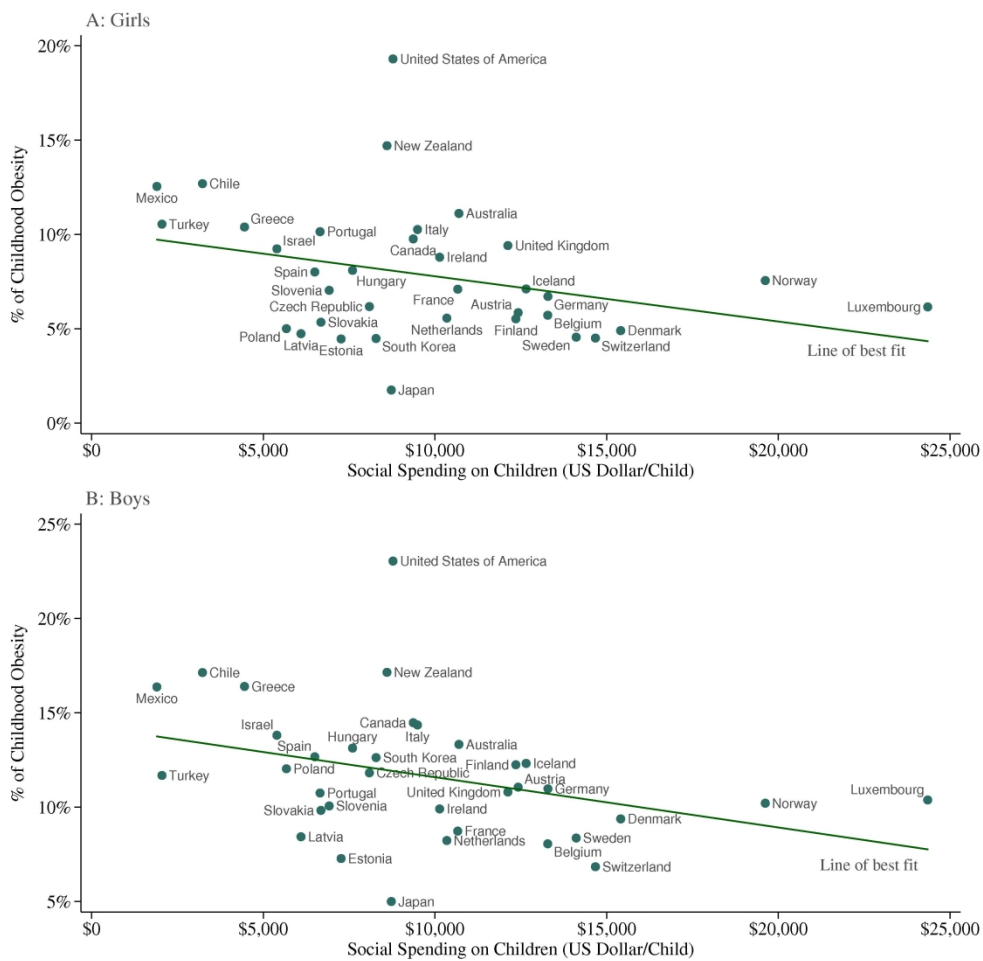 A: Girls
20%
United States of America
15%
New Zealand
Chile
Mexico
Australia
Turkey
Greece
Portugal
Italy
10%
Israel
Canada
United Kingdom
Ireland
Spain
Hungary
Iceland
Norway
Slovenia
France
Germany
Czech Republic
Austria
Luxembourg
Slovakia
Netherlands
Finland
Belgium
5%
Poland
Latvia
Estonia
South Korea
Sweden
Switzerland
Denmark
Line of best fit
Japan
0%
% of Childhood Obesity
$0
$5,000
$10,000
$15,000
$20,000
$25,000
Social Spending on Children (US Dollar/Child)
B: Boys
25%
United States of America
20%
Chile
New Zealand
Mexico
Greece
15%
Israel
Canada
Italy
Hungary
Australia
Spain
South Korea
Finland
Iceland
Turkey
Poland
Czech Republic
Austria
Portugal
United Kingdom
Germany
Luxembourg
10%
Slovakia
Slovenia
Ireland
Norway
Denmark
Latvia
France
Netherlands
Sweden
Belgium
Estonia
Switzerland
Line of best fit
5%
Japan
% of Childhood Obesity
$0
$5,000
$10,000
$15,000
$20,000
$25,000
Social Spending on Children (US Dollar/Child)